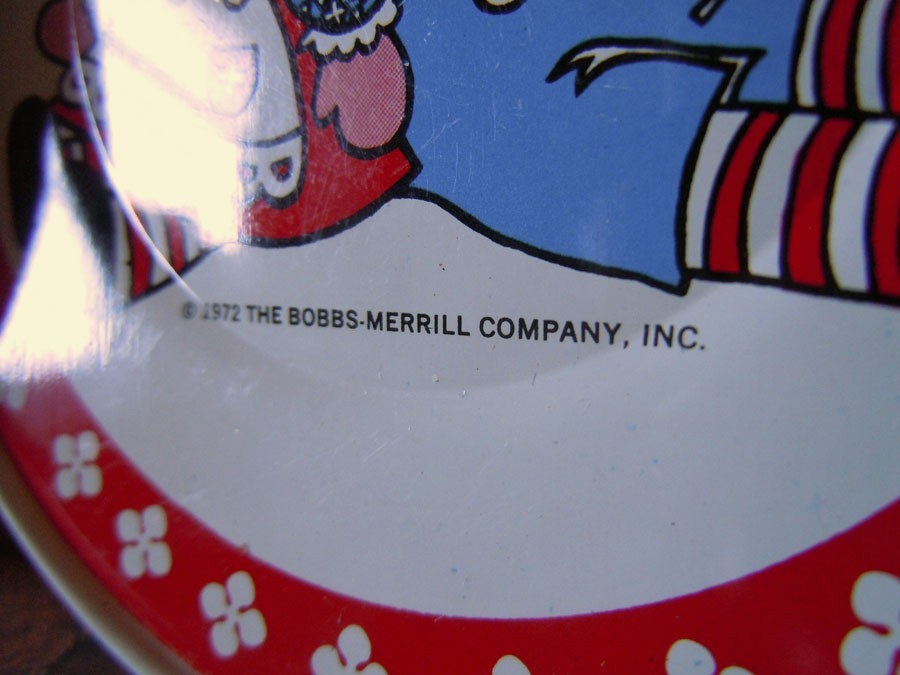 © 1972 THE BOBBS-MERRILL COMPANY, INC.